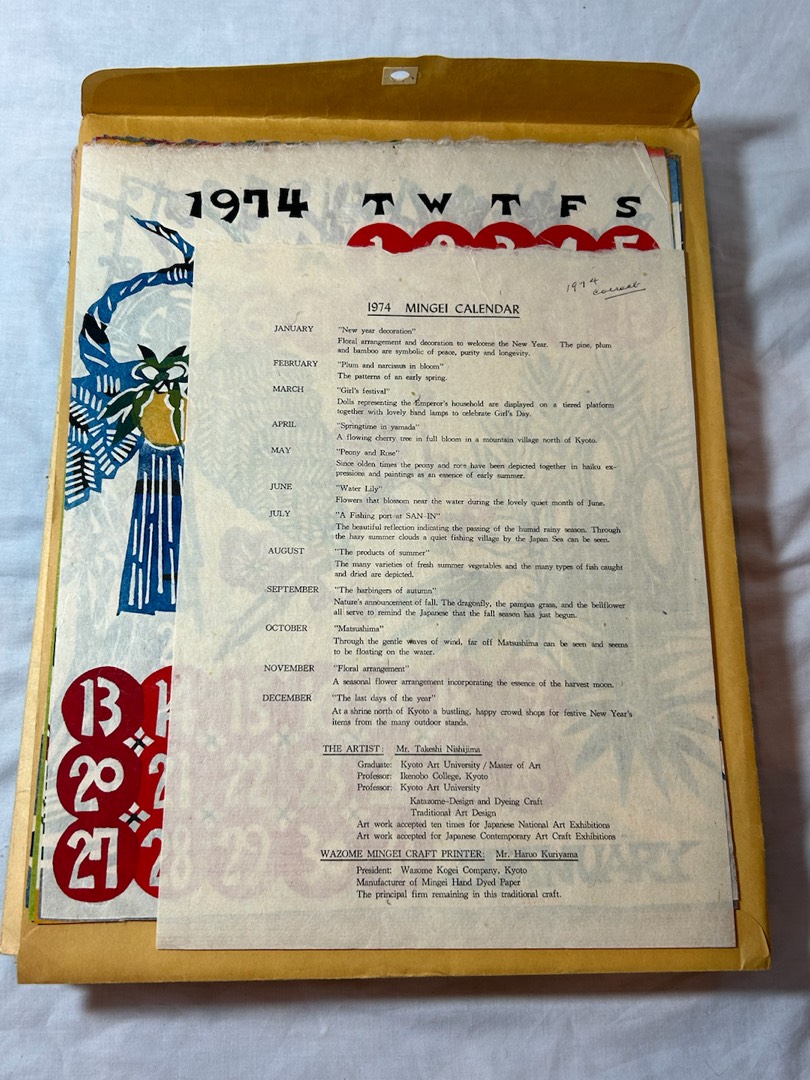 1974 T W T F S
1974
correct
1974 MINGEI CALENDAR
JANUARY "New year decoration"
Floral arrangement and decoration to welcome the New Year. The pine, plum
and bamboo are symbolic of peace, purity and longevity.
FEBRUARY "Plum and narcissus in bloom"
The patterns of an early spring.
MARCH "Girl's festival"
Dolls representing the Emperor's household are displayed on a tiered platform
together with lovely hand lamps to celebrate Girl's Day.
APRIL "Springtime in yamada"
A flowing cherry tree in full bloom in a mountain village north of Kyoto.
MAY "Peony and Rose"
Since olden times the peony and rose have been depicted together in haiku ex-
pressions and paintings as an essence of early summer.
JUNE "Water Lily"
Flowers that blossom near the water during the lovely quiet month of June.
JULY "A Fishing port at SAN-IN"
The beautiful reflection indicating the passing of the humid rainy season. Through
the hazy summer clouds a quiet fishing village by the Japan Sea can be seen.
AUGUST "The products of summer"
The many varieties of fresh summer vegetables and the many types of fish caught
and dried are depicted.
SEPTEMBER "The harbingers of autumn"
Nature's announcement of fall. The dragonfly, the pampas grass, and the bellflower
all serve to remind the Japanese that the fall season has just begun.
OCTOBER "Matsushima"
Through the gentle waves of wind, far off Matsushima can be seen and seems
to be floating on the water.
NOVEMBER "Floral arrangement"
A seasonal flower arrangement incorporating the essence of the harvest moon.
DECEMBER "The last days of the year"
At a shrine north of Kyoto a bustling, happy crowd shops for festive New Year's
items from the many outdoor stands.
THE ARTIST: Mr. Takeshi Nishijima
Graduate: Kyoto Art University / Master of Art
Professor: Ikenobo College, Kyoto
Professor: Kyoto Art University
Katazome-Design and Dyeing Craft
Traditional Art Design
Art work accepted ten times for Japanese National Art Exhibitions
Art work accepted for Japanese Contemporary Art Craft Exhibitions
WAZOME MINGEI CRAFT PRINTER: Mr. Haruo Kuriyama
President: Wazome Kogei Company, Kyoto
Manufacturer of Mingei Hand Dyed Paper
The principal firm remaining in this traditional craft.
13
20
27